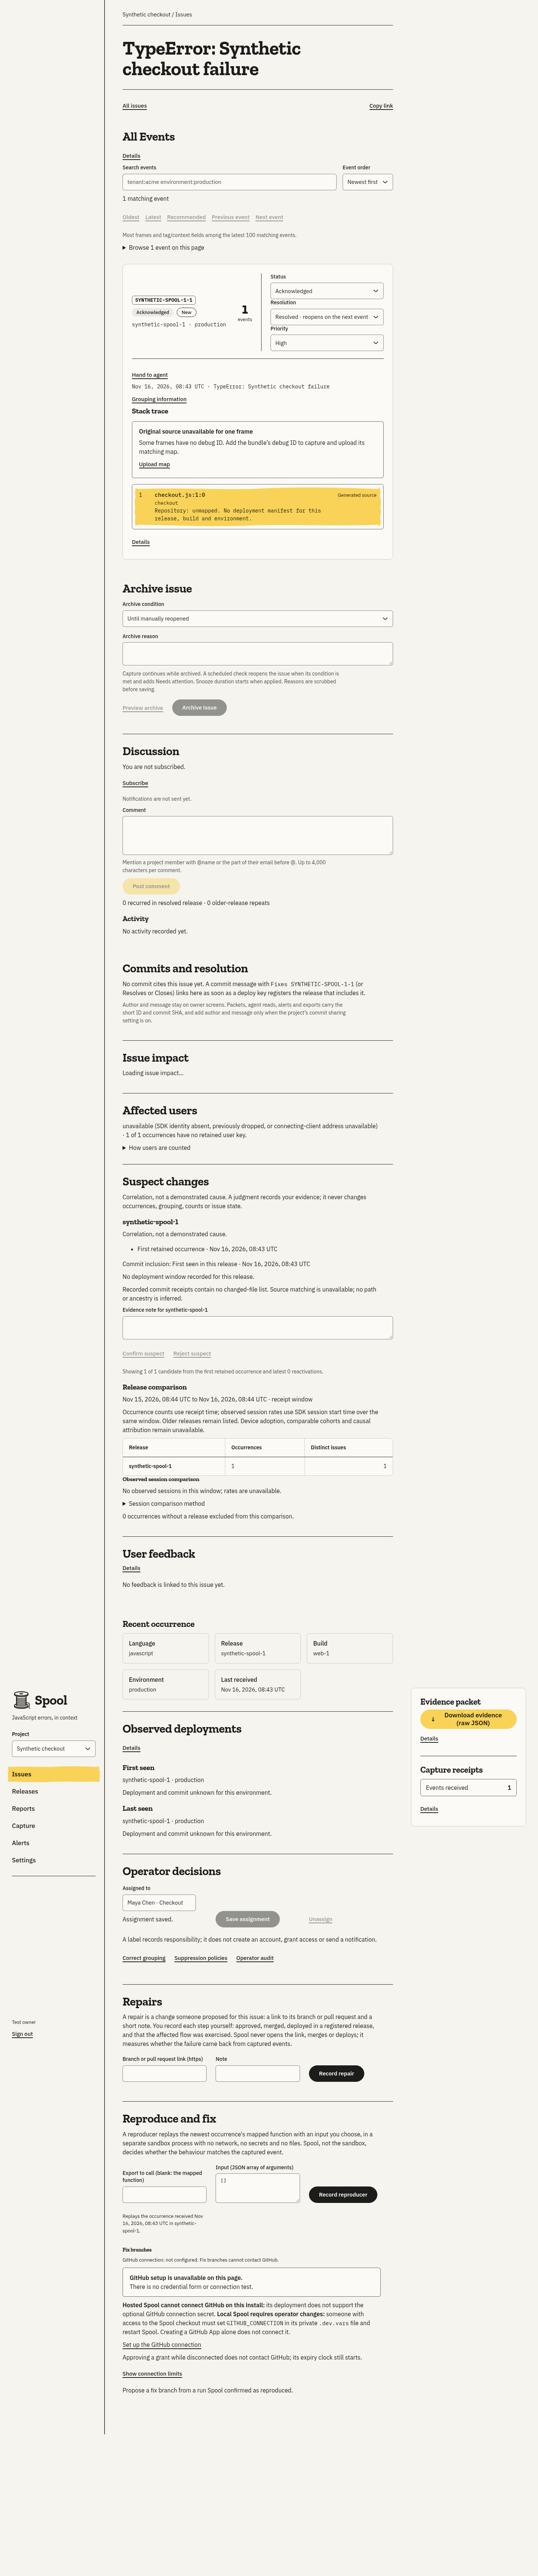 Synthetic checkout / Issues
TypeError: Synthetic
checkout failure
All issues
Copy link
All Events
Details
Search events
Event order
tenant:acme environment:production
Newest first
1 matching event
Oldest
Latest
Recommended
Previous event
Next event
Most frames and tag/context fields among the latest 100 matching events.
Browse 1 event on this page
SYNTHETIC-SPOOL-1-1
Acknowledged
New
synthetic-spool-1 · production
1
events
Status
Acknowledged
Resolution
Resolved · reopens on the next event
Priority
High
Hand to agent
Nov 16, 2026, 08:43 UTC · TypeError: Synthetic checkout failure
Grouping information
Stack trace
Original source unavailable for one frame
Some frames have no debug ID. Add the bundle's debug ID to capture and upload its
matching map.
Upload map
1
checkout.js:1:0
Generated source
checkout
Repository: unmapped. No deployment manifest for this
release, build and environment.
Details
Archive issue
Archive condition
Until manually reopened
Archive reason
Capture continues while archived. A scheduled check reopens the issue when its condition is
met and adds Needs attention. Snooze duration starts when applied. Reasons are scrubbed
before saving.
Preview archive
Archive issue
Discussion
You are not subscribed.
Subscribe
Notifications are not sent yet.
Comment
Mention a project member with @name or the part of their email before @. Up to 4,000
characters per comment.
Post comment
0 recurred in resolved release · 0 older-release repeats
Activity
No activity recorded yet.
Commits and resolution
No commit cites this issue yet. A commit message with Fixes SYNTHETIC-SPOOL-1-1 (or
Resolves or Closes) links here as soon as a deploy key registers the release that includes it.
Author and message stay on owner screens. Packets, agent reads, alerts and exports carry the
short ID and commit SHA, and add author and message only when the project's commit sharing
setting is on.
Issue impact
Loading issue impact…
Affected users
unavailable (SDK identity absent, previously dropped, or connecting-client address unavailable)
· 1 of 1 occurrences have no retained user key.
How users are counted
Suspect changes
Correlation, not a demonstrated cause. A judgment records your evidence; it never changes
occurrences, grouping, counts or issue state.
synthetic-spool-1
Correlation, not a demonstrated cause.
• First retained occurrence · Nov 16, 2026, 08:43 UTC
Commit inclusion: First seen in this release · Nov 16, 2026, 08:43 UTC
No deployment window recorded for this release.
Recorded commit receipts contain no changed-file list. Source matching is unavailable; no path
or ancestry is inferred.
Evidence note for synthetic-spool-1
Confirm suspect
Reject suspect
Showing 1 of 1 candidate from the first retained occurrence and latest 0 reactivations.
Release comparison
Nov 15, 2026, 08:44 UTC to Nov 16, 2026, 08:44 UTC · receipt window
Occurrence counts use receipt time; observed session rates use SDK session start time over the
same window. Older releases remain listed. Device adoption, comparable cohorts and causal
attribution remain unavailable.
Release
Occurrences
Distinct issues
synthetic-spool-1
1
1
Observed session comparison
No observed sessions in this window; rates are unavailable.
Session comparison method
0 occurrences without a release excluded from this comparison.
User feedback
Details
No feedback is linked to this issue yet.
Recent occurrence
Language
javascript
Release
synthetic-spool-1
Build
web-1
Environment
production
Last received
Nov 16, 2026, 08:43 UTC
Spool
JavaScript errors, in context
Project
Synthetic checkout
Issues
Releases
Reports
Capture
Alerts
Settings
Test owner
Sign out
Evidence packet
↓ Download evidence
(raw JSON)
Details
Capture receipts
Events received
1
Details
Observed deployments
Details
First seen
synthetic-spool-1 · production
Deployment and commit unknown for this environment.
Last seen
synthetic-spool-1 · production
Deployment and commit unknown for this environment.
Operator decisions
Assigned to
Maya Chen · Checkout
Assignment saved.
Save assignment
Unassign
A label records responsibility; it does not create an account, grant access or send a notification.
Correct grouping
Suppression policies
Operator audit
Repairs
A repair is a change someone proposed for this issue: a link to its branch or pull request and a
short note. You record each step yourself: approved, merged, deployed in a registered release,
and that the affected flow was exercised. Spool never opens the link, merges or deploys; it
measures whether the failure came back from captured events.
Branch or pull request link (https)
Note
Record repair
Reproduce and fix
A reproducer replays the newest occurrence's mapped function with an input you choose, in a
separate sandbox process with no network, no secrets and no files. Spool, not the sandbox,
decides whether the behaviour matches the captured event.
Export to call (blank: the mapped
function)
Input (JSON array of arguments)
[]
Record reproducer
Replays the occurrence received Nov
16, 2026, 08:43 UTC in synthetic-
spool-1.
Fix branches
GitHub connection: not configured. Fix branches cannot contact GitHub.
GitHub setup is unavailable on this page.
There is no credential form or connection test.
Hosted Spool cannot connect GitHub on this install: its deployment does not support the
optional GitHub connection secret. Local Spool requires operator changes: someone with
access to the Spool checkout must set GITHUB_CONNECTION in its private .dev.vars file and
restart Spool. Creating a GitHub App alone does not connect it.
Set up the GitHub connection
Approving a grant while disconnected does not contact GitHub; its expiry clock still starts.
Show connection limits
Propose a fix branch from a run Spool confirmed as reproduced.